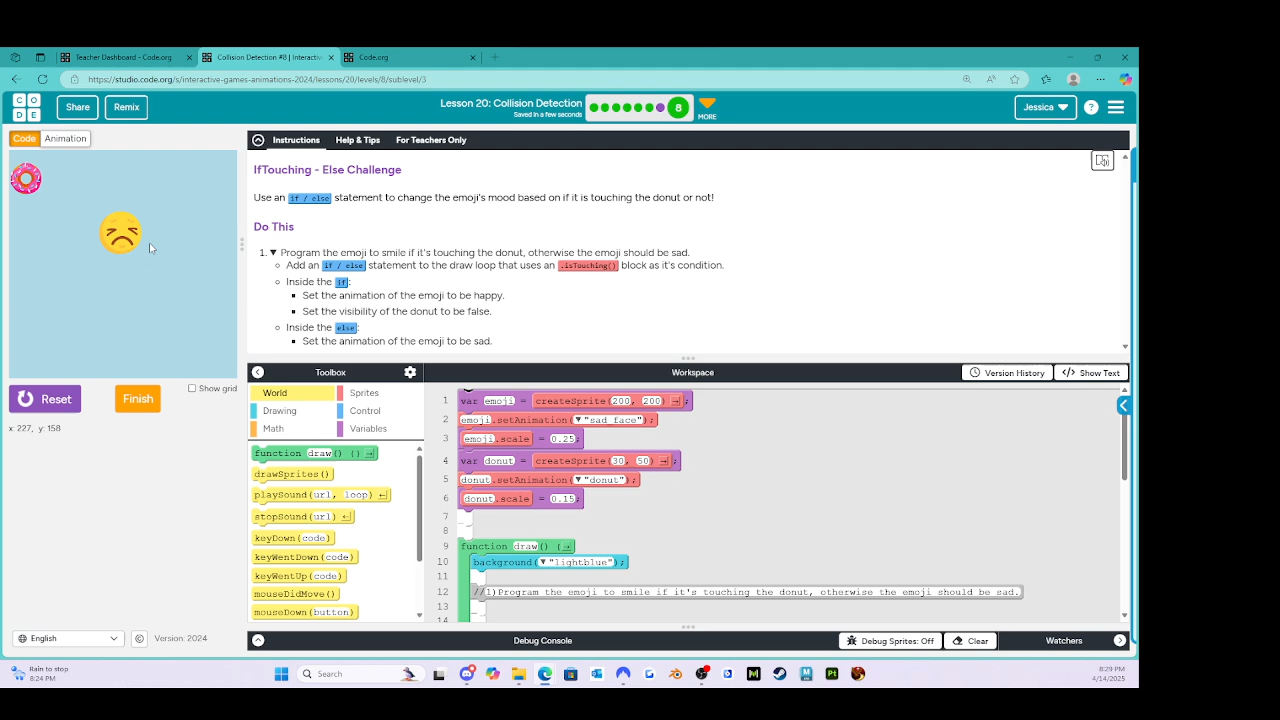 Teacher Dashboard - Code.org
Collision Detection #8 | Interactiv
Code.org
https://studio.code.org/s/interactive-games-animations-2024/lessons/20/levels/8/sublevel/3
CO
DE
Share
Remix
Lesson 20: Collision Detection
Saved in a few seconds
8
MORE
Jessica
?
Code
Animation
Instructions
Help & Tips
For Teachers Only
IfTouching - Else Challenge
Use an if / else statement to change the emoji's mood based on if it is touching the donut or not!
Do This
1. Program the emoji to smile if it's touching the donut, otherwise the emoji should be sad.
Add an if / else statement to the draw loop that uses an .isTouching() block as it's condition.
Inside the if:
Set the animation of the emoji to be happy.
Set the visibility of the donut to be false.
Inside the else:
Set the animation of the emoji to be sad.
Reset
Finish
Show grid
x: 227, y: 158
Toolbox
Workspace
Version History
</> Show Text
World
Sprites
Drawing
Control
Math
Variables
function draw() { }
drawSprites()
playSound(url, loop)
stopSound(url)
keyDown(code)
keyWentDown(code)
keyWentUp(code)
mouseDidMove()
mouseDown(button)
1 var emoji = createSprite(200, 200);
2 emoji.setAnimation("sad_face");
3 emoji.scale = 0.25;
4 var donut = createSprite(30, 50);
5 donut.setAnimation("donut");
6 donut.scale = 0.15;
7
8
9 function draw() {
10 background("lightblue");
11
12 //1)Program the emoji to smile if it's touching the donut, otherwise the emoji should be sad.
13
14
English
Version: 2024
Debug Console
Debug Sprites: Off
Clear
Watchers
Rain to stop
8:24 PM
Search
8:29 PM
4/14/2025